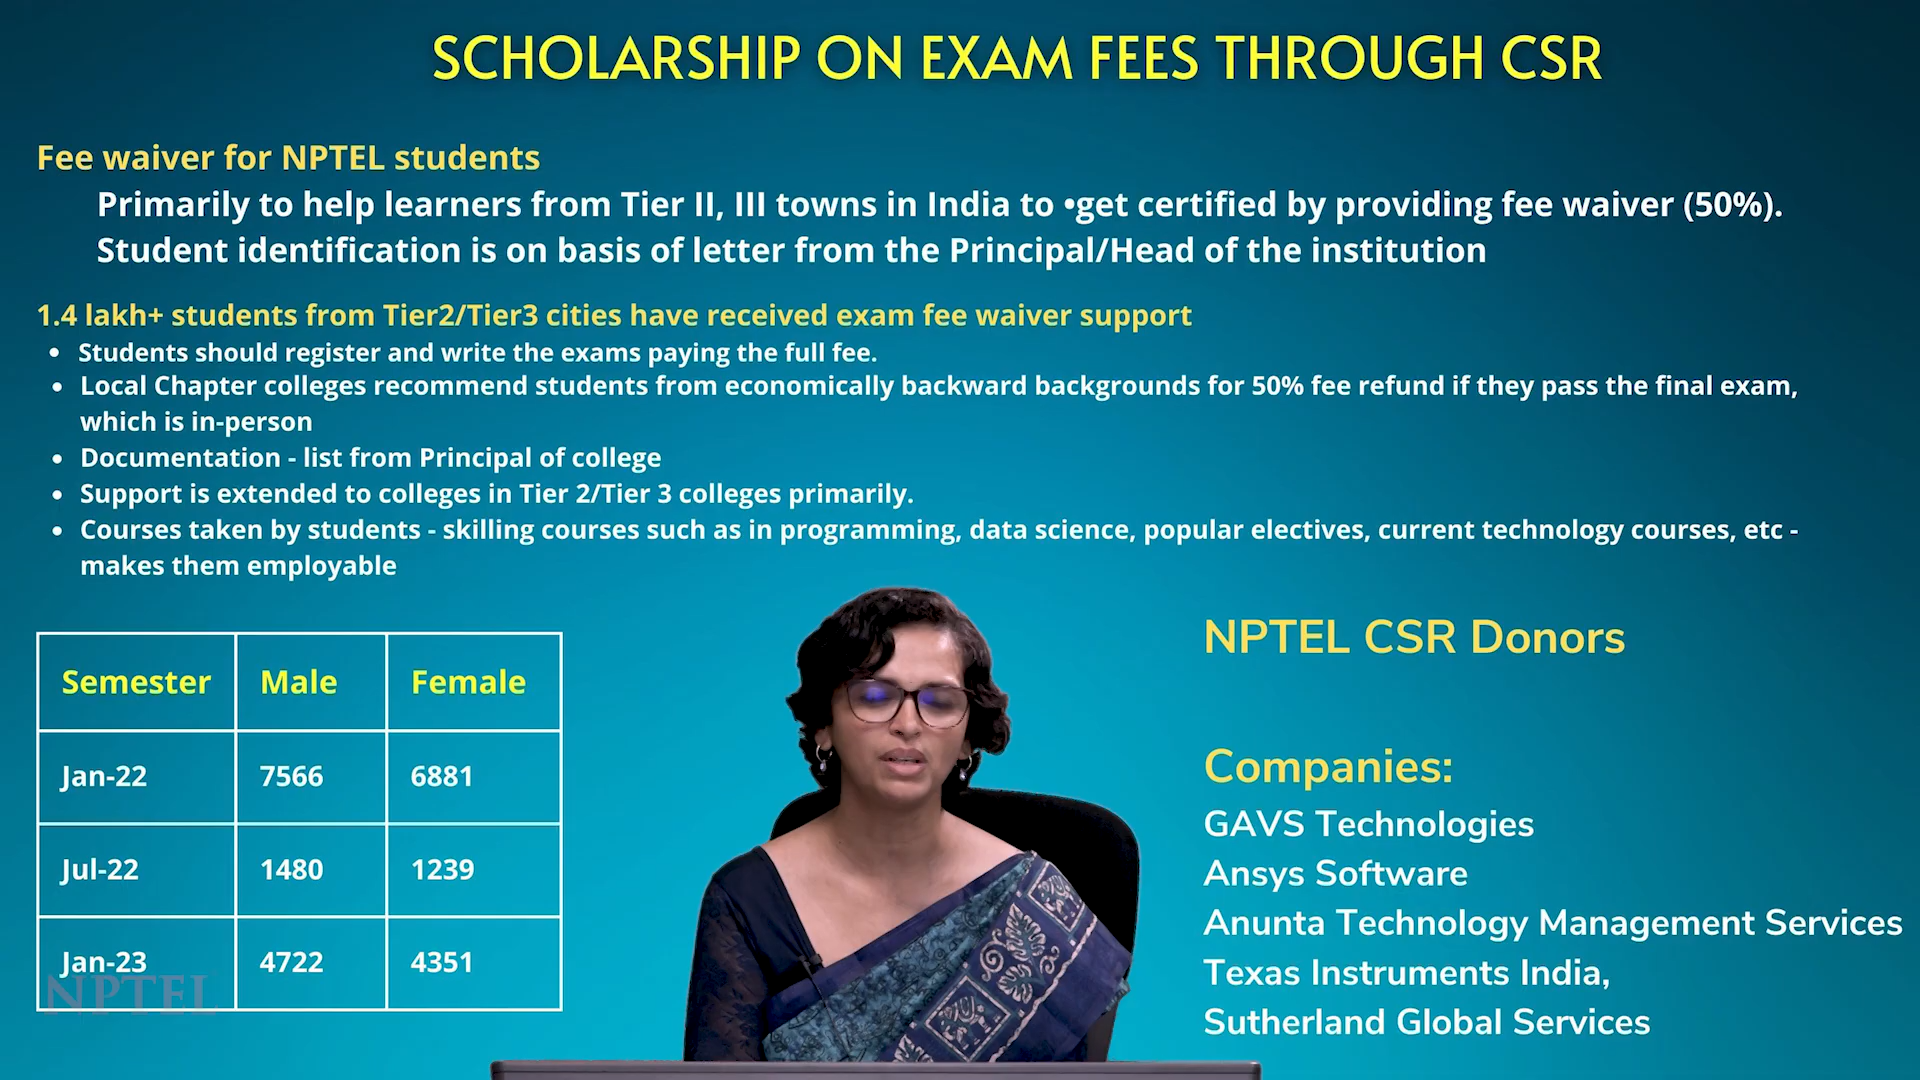 SCHOLARSHIP ON EXAM FEES THROUGH CSR
Fee waiver for NPTEL students
Primarily to help learners from Tier II, III towns in India to •get certified by providing fee waiver (50%).
Student identification is on basis of letter from the Principal/Head of the institution
1.4 lakh+ students from Tier2/Tier3 cities have received exam fee waiver support
• Students should register and write the exams paying the full fee.
• Local Chapter colleges recommend students from economically backward backgrounds for 50% fee refund if they pass the final exam,
which is in-person
• Documentation - list from Principal of college
• Support is extended to colleges in Tier 2/Tier 3 colleges primarily.
• Courses taken by students - skilling courses such as in programming, data science, popular electives, current technology courses, etc -
makes them employable
Semester Male Female
Jan-22 7566 6881
Jul-22 1480 1239
Jan-23 4722 4351
NPTEL
NPTEL CSR Donors
Companies:
GAVS Technologies
Ansys Software
Anunta Technology Management Services
Texas Instruments India,
Sutherland Global Services